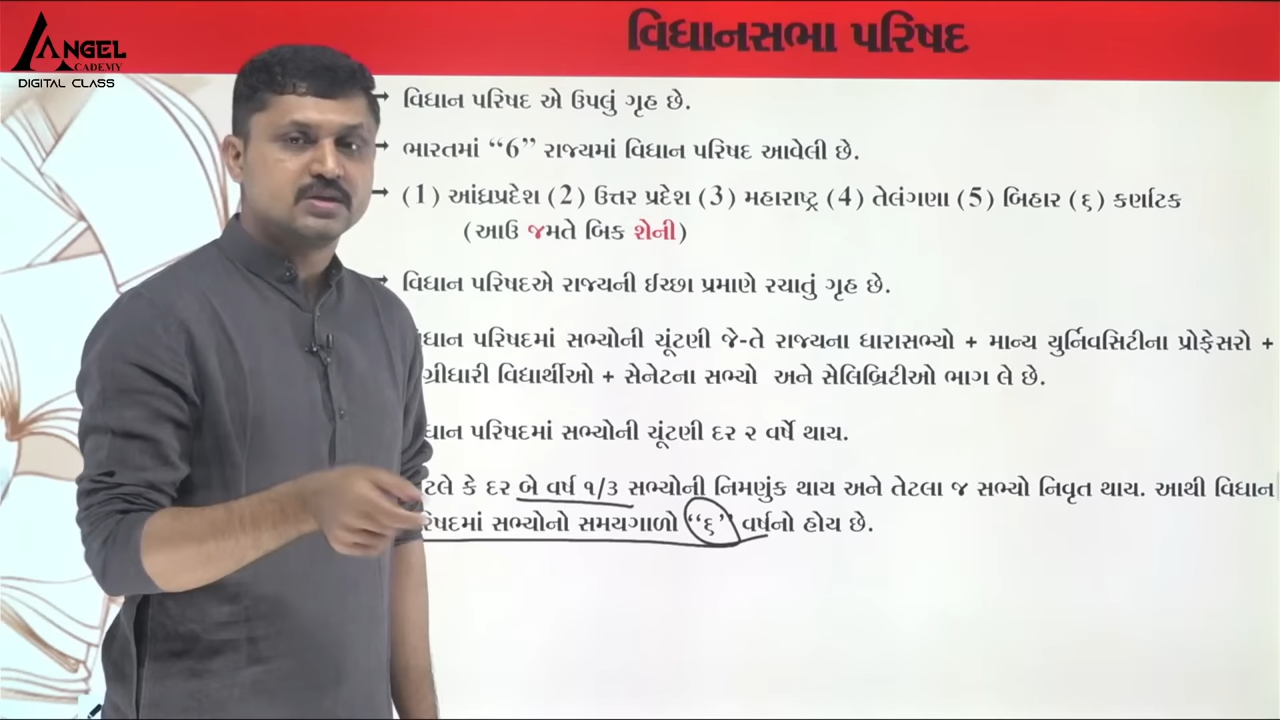 ANGEL
ACADEMY
DIGITAL CLASS
વિધાનસભા પરિષદ
વિધાન પરિષદ એ ઉપલું ગૃહ છે.
ભારતમાં “6” રાજ્યમાં વિધાન પરિષદ આવેલી છે.
(1) આંધ્રપ્રદેશ (2) ઉત્તર પ્રદેશ (3) મહારાષ્ટ્ર (4) તેલંગણા (5) બિહાર (૬) કર્ણાટક
(આઉ જમતે બિક શેની)
વિધાન પરિષદએ રાજ્યની ઈચ્છા પ્રમાણે રચાતું ગૃહ છે.
પરિષદમાં સભ્યોની ચૂંટણી જે-તે રાજ્યના ધારાસભ્યો + માન્ય યુર્નિવસિટીના પ્રોફેસરો +
વિદ્યાર્થીઓ + સેનેટના સભ્યો અને સેલિબ્રિટીઓ ભાગ લે છે.
પરિષદમાં સભ્યોની ચૂંટણી દર ૨ વર્ષે થાય.
કે દર બે વર્ષ ૧/૩ સભ્યોની નિમણુંક થાય અને તેટલા જ સભ્યો નિવૃત થાય. આથી વિધાન
સભ્યોનો સમયગાળો “૬” વર્ષનો હોય છે.